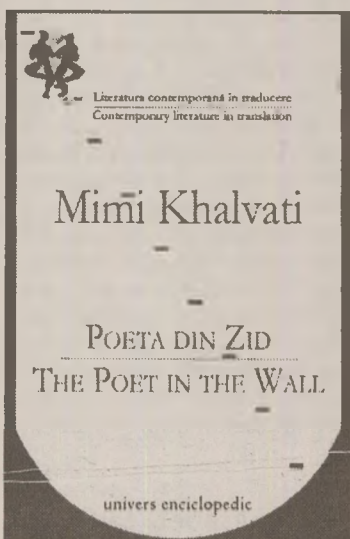 Literatura contemporană în traducere
Contemporary literature in translation
Mimi Khalvati
POETA DIN ZID
THE POET IN THE WALL
univers enciclopedic